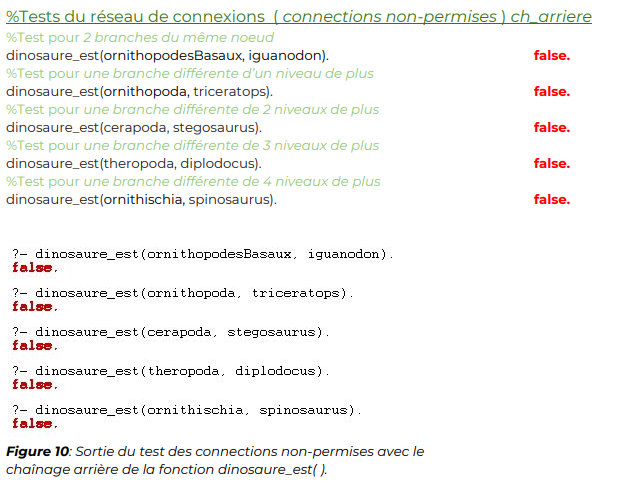 %Tests du réseau de connexions  ( connections non-permises ) ch_arriere
%Test pour 2 branches du même noeud
dinosaure_est(ornithopodesBasaux, iguanodon). false.
%Test pour une branche différente d'un niveau de plus
dinosaure_est(ornithopoda, triceratops). false.
%Test pour une branche différente de 2 niveaux de plus
dinosaure_est(cerapoda, stegosaurus). false.
%Test pour une branche différente de 3 niveaux de plus
dinosaure_est(theropoda, diplodocus). false.
%Test pour une branche différente de 4 niveaux de plus
dinosaure_est(ornithischia, spinosaurus). false.
?- dinosaure_est(ornithopodesBasaux, iguanodon).
false.
?- dinosaure_est(ornithopoda, triceratops).
false.
?- dinosaure_est(cerapoda, stegosaurus).
false.
?- dinosaure_est(theropoda, diplodocus).
false.
?- dinosaure_est(ornithischia, spinosaurus).
false.
Figure 10: Sortie du test des connections non-permises avec le
chaînage arrière de la fonction dinosaure_est( ).